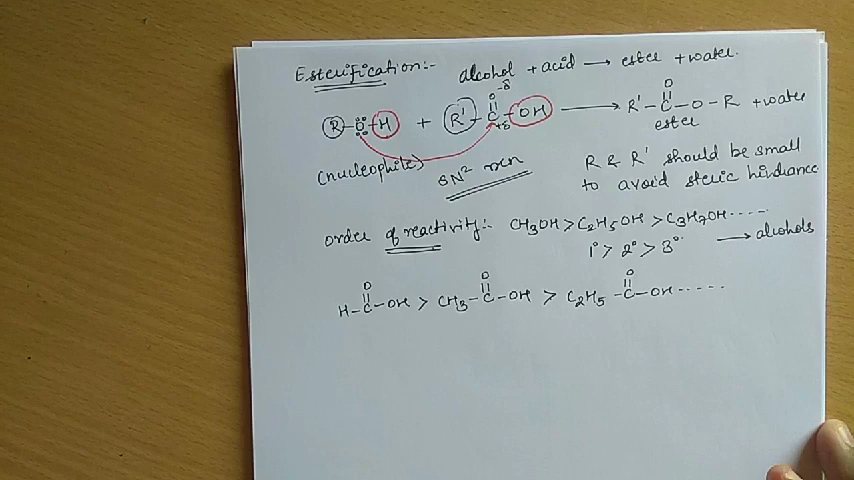 Esterification:- alcohol + acid → ester + water.
R-O-H + R'-C(=O)-OH → R'-C(=O)-O-R + water
-δ
+δ
ester
(nucleophile)
SN² rxn
R & R' should be small
to avoid steric hindrance
order of reactivity:- CH3OH > C2H5OH > C3H7OH ----
1° > 2° > 3° → alcohols
H-C(=O)-OH > CH3-C(=O)-OH > C2H5-C(=O)-OH -----